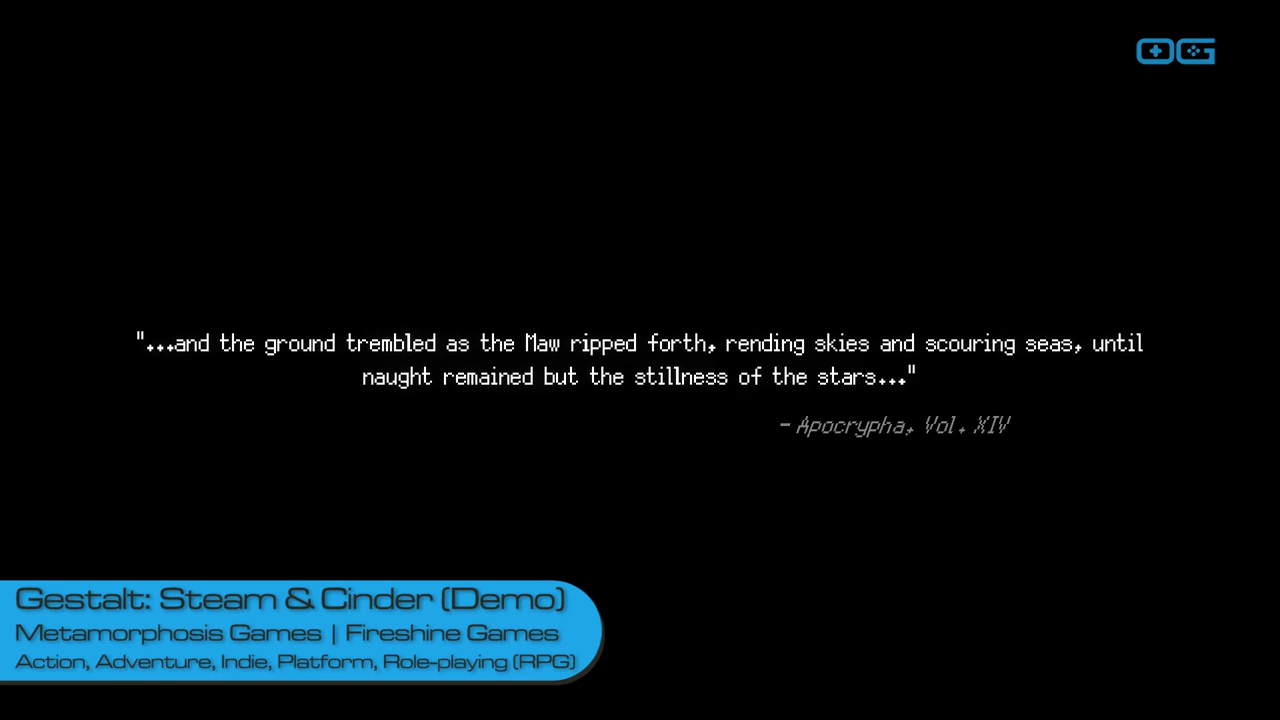 OG
"...and the ground trembled as the Maw ripped forth, rending skies and scouring seas, until
naught remained but the stillness of the stars..."
- Apocrypha, Vol. XIV
Gestalt: Steam & Cinder (Demo)
Metamorphosis Games | Fireshine Games
Action, Adventure, Indie, Platform, Role-playing (RPG)